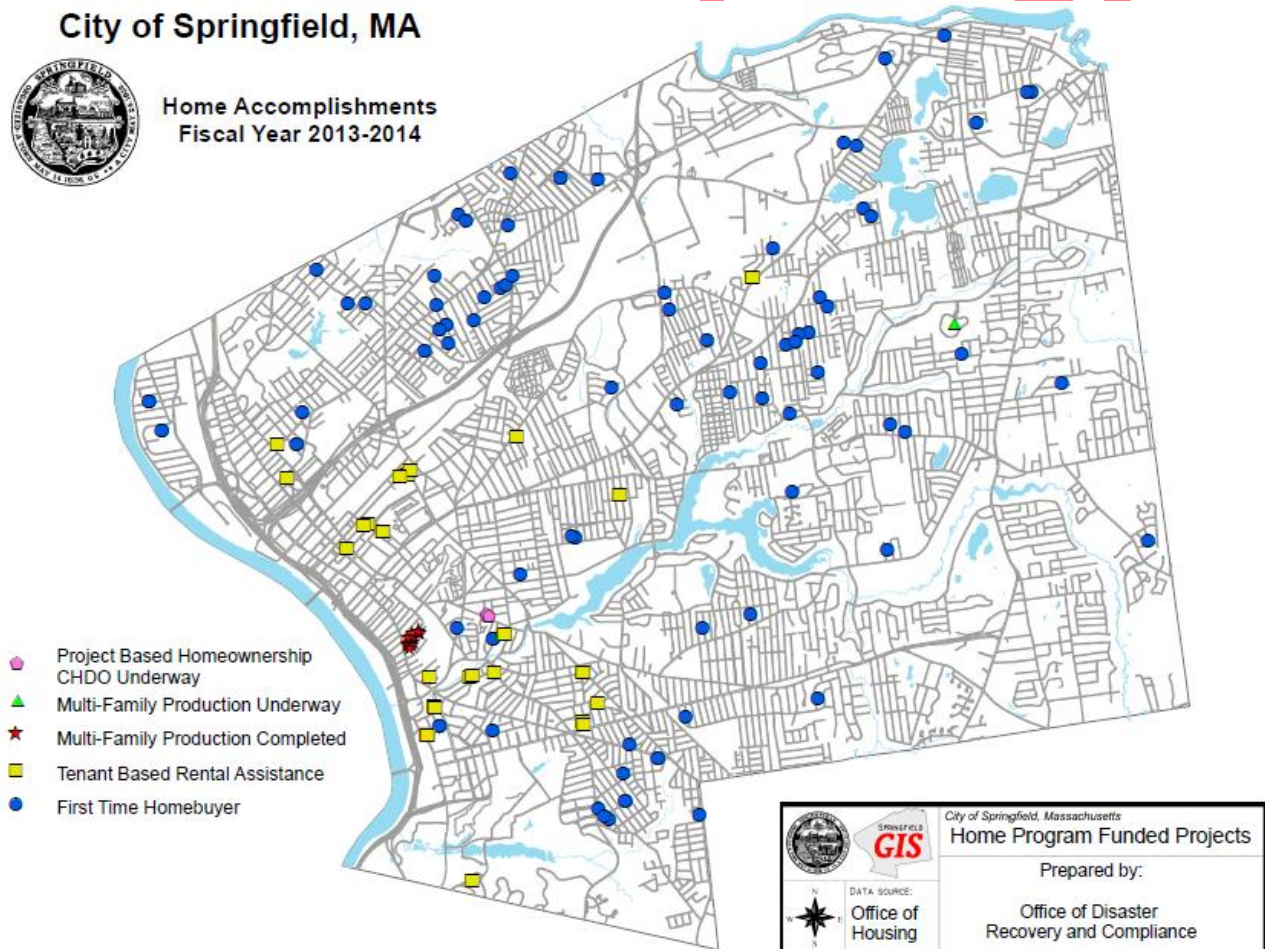 City of Springfield, MA
Home Accomplishments
Fiscal Year 2013-2014
Project Based Homeownership
CHDO Underway
Multi-Family Production Underway
Multi-Family Production Completed
Tenant Based Rental Assistance
First Time Homebuyer
SPRINGFIELD
GIS
City of Springfield, Massachusetts
Home Program Funded Projects
Prepared by:
Office of Disaster
Recovery and Compliance
DATA SOURCE:
Office of
Housing
N
W
E
S